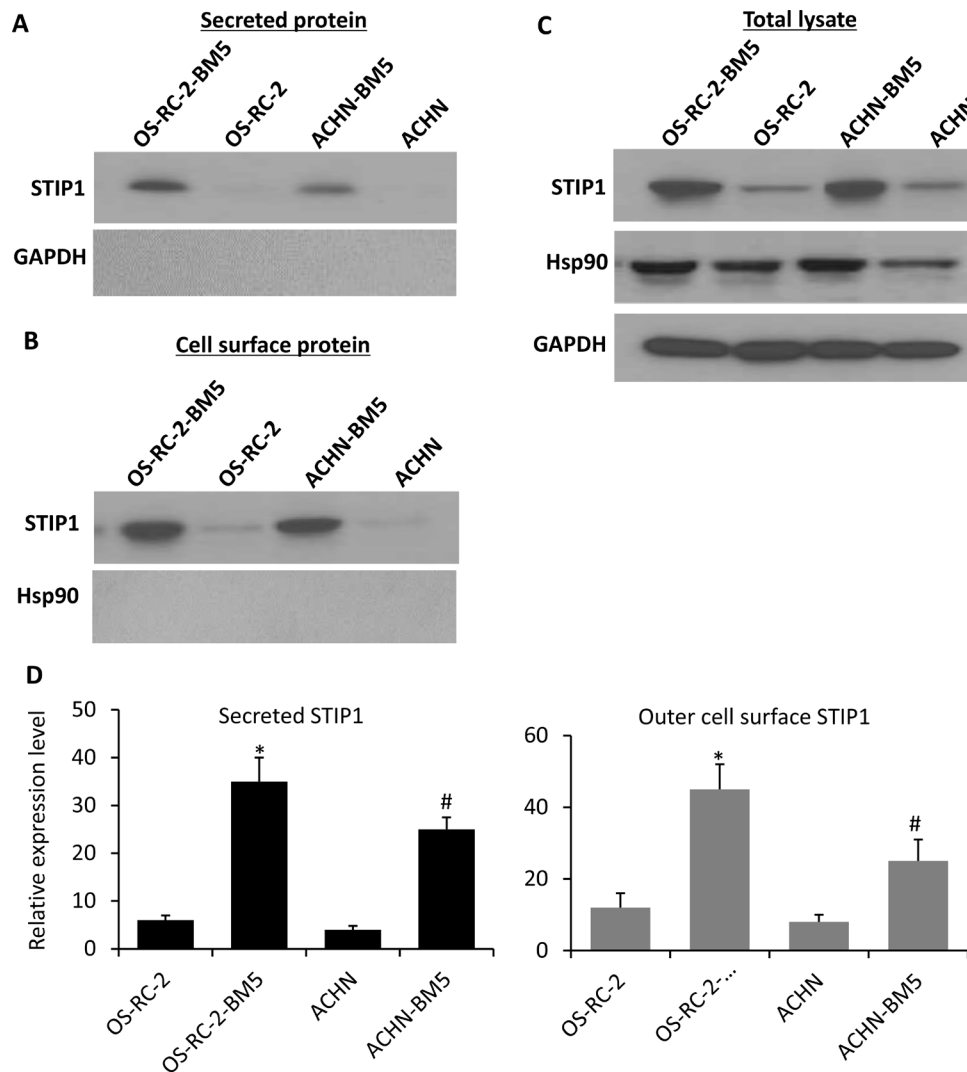 A
Secreted protein
OS-RC-2-BM5
OS-RC-2
ACHN-BM5
ACHN
STIP1
GAPDH
B
Cell surface protein
OS-RC-2-BM5
OS-RC-2
ACHN-BM5
ACHN
STIP1
Hsp90
C
Total lysate
OS-RC-2-BM5
OS-RC-2
ACHN-BM5
ACHN
STIP1
Hsp90
GAPDH
D
Secreted STIP1
Relative expression level
50
40
30
20
10
0
*
#
OS-RC-2
OS-RC-2-BM5
ACHN
ACHN-BM5
Outer cell surface STIP1
60
40
20
0
*
#
OS-RC-2
OS-RC-2-...
ACHN
ACHN-BM5